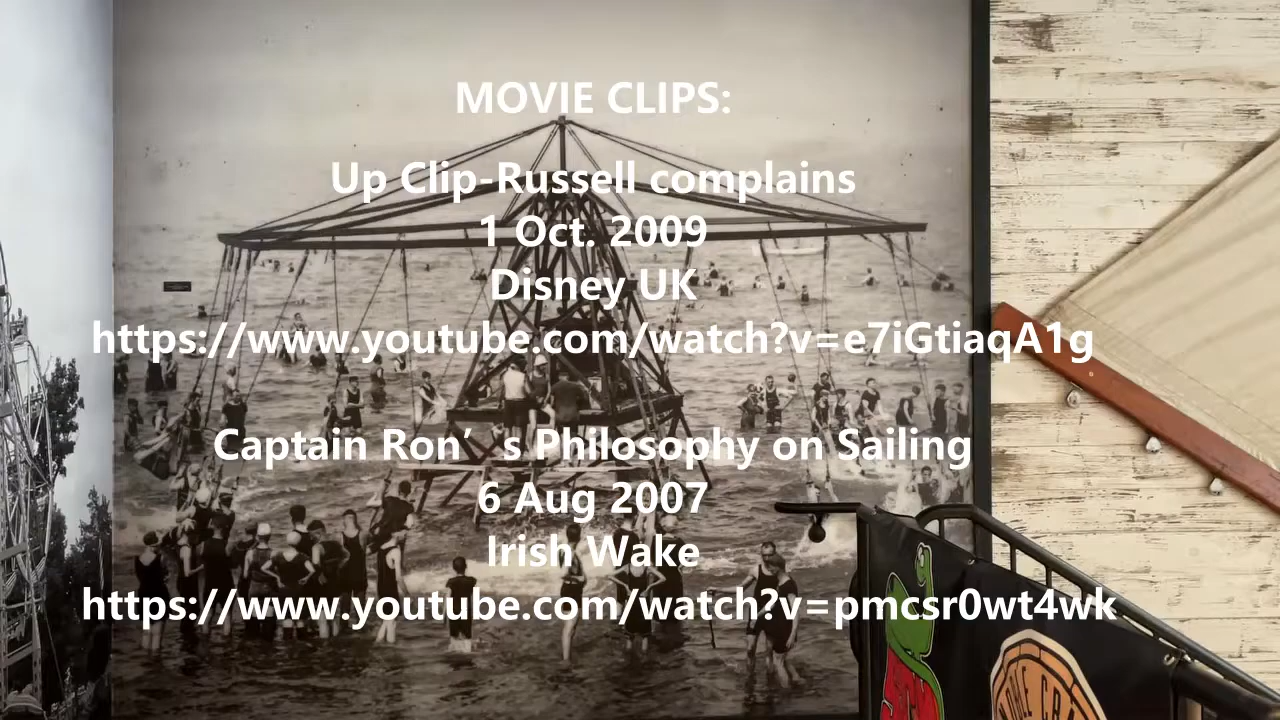 MOVIE CLIPS:
Up Clip-Russell complains
1 Oct. 2009
Disney UK
https://www.youtube.com/watch?v=e7iGtiaqA1g
Captain Ron’s Philosophy on Sailing
6 Aug 2007
Irish Wake
https://www.youtube.com/watch?v=pmcsr0wt4wk